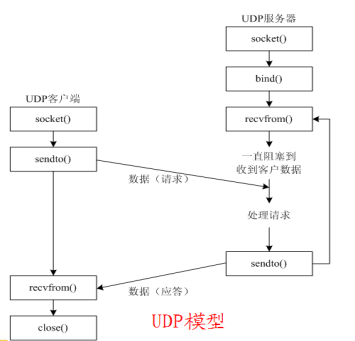 UDP服务器
socket()
bind()
UDP客户端
socket()
recvfrom()
sendto()
一直阻塞到
收到客户数据
数据（请求）
处理请求
sendto()
recvfrom()
数据（应答）
close()
UDP模型